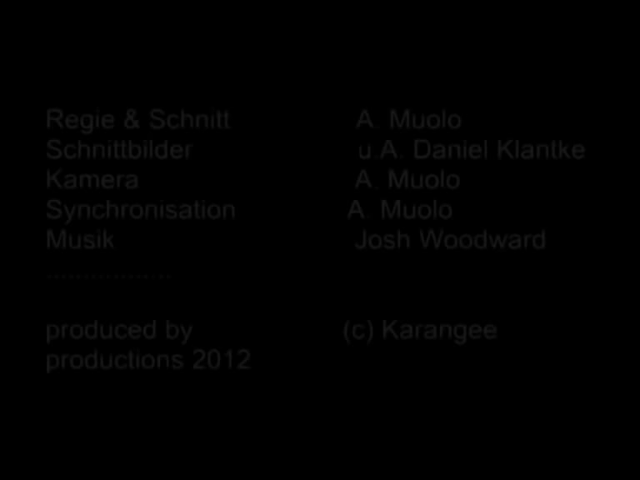 Regie & Schnitt A. Muolo
Schnittbilder u.A. Daniel Klantke
Kamera A. Muolo
Synchronisation A. Muolo
Musik Josh Woodward
produced by (c) Karangee
productions 2012